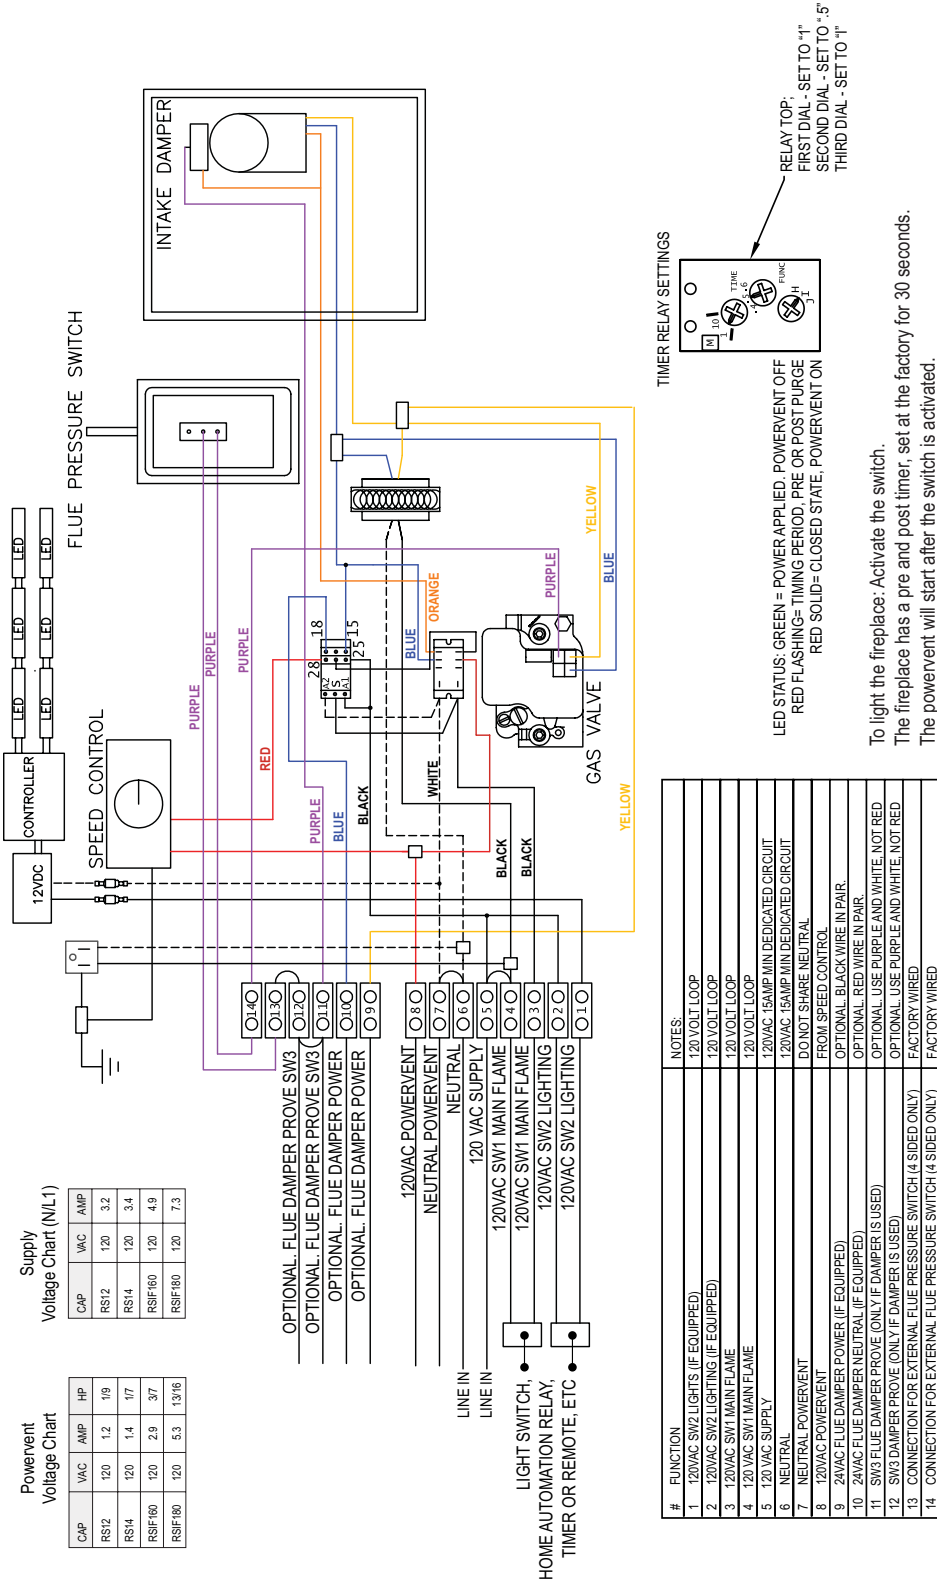 Powervent
Voltage Chart
CAP VAC AMP HP
RS12 120 1.2 1/9
RS14 120 1.4 1/7
RSIF160 120 2.9 3/7
RSIF180 120 5.3 13/16
Supply
Voltage Chart (N/L1)
CAP VAC AMP
RS12 120 3.2
RS14 120 3.4
RSIF160 120 4.9
RSIF180 120 7.3
12VDC
CONTROLLER
LED LED LED
LED LED LED
SPEED CONTROL
FLUE PRESSURE SWITCH
INTAKE DAMPER
PURPLE
PURPLE
PURPLE
RED
PURPLE
BLUE
BLACK
28 18
A2 S A1
25 15
BLUE
ORANGE
WHITE
BLACK
BLACK
PURPLE
YELLOW
BLUE
GAS VALVE
YELLOW
14
13
12
11
10
9
8
7
6
5
4
3
2
1
OPTIONAL. FLUE DAMPER PROVE SW3
OPTIONAL. FLUE DAMPER PROVE SW3
OPTIONAL. FLUE DAMPER POWER
OPTIONAL. FLUE DAMPER POWER
120VAC POWERVENT
NEUTRAL POWERVENT
NEUTRAL
120 VAC SUPPLY
120VAC SW1 MAIN FLAME
120VAC SW1 MAIN FLAME
120VAC SW2 LIGHTING
120VAC SW2 LIGHTING
LINE IN
LINE IN
LIGHT SWITCH,
HOME AUTOMATION RELAY,
TIMER OR REMOTE, ETC
TIMER RELAY SETTINGS
M
1 10
TIME
.4 .5 .6
FUNC
H
I
J
RELAY TOP;
FIRST DIAL - SET TO “1”
SECOND DIAL - SET TO “.5”
THIRD DIAL - SET TO “I”
LED STATUS: GREEN = POWER APPLIED. POWERVENT OFF
RED FLASHING= TIMING PERIOD, PRE OR POST PURGE
RED SOLID= CLOSED STATE, POWERVENT ON
To light the fireplace: Activate the switch.
The fireplace has a pre and post timer, set at the factory for 30 seconds.
The powervent will start after the switch is activated.
# FUNCTION NOTES:
1 120VAC SW2 LIGHTS (IF EQUIPPED) 120 VOLT LOOP
2 120VAC SW2 LIGHTING (IF EQUIPPED) 120 VOLT LOOP
3 120VAC SW1 MAIN FLAME 120 VOLT LOOP
4 120 VAC SW1 MAIN FLAME 120 VOLT LOOP
5 120 VAC SUPPLY 120VAC 15AMP MIN DEDICATED CIRCUIT
6 NEUTRAL 120VAC 15AMP MIN DEDICATED CIRCUIT
7 NEUTRAL POWERVENT DO NOT SHARE NEUTRAL
8 120VAC POWERVENT FROM SPEED CONTROL
9 24VAC FLUE DAMPER POWER (IF EQUIPPED) OPTIONAL. BLACK WIRE IN PAIR.
10 24VAC FLUE DAMPER NEUTRAL (IF EQUIPPED) OPTIONAL. RED WIRE IN PAIR.
11 SW3 FLUE DAMPER PROVE (ONLY IF DAMPER IS USED) OPTIONAL. USE PURPLE AND WHITE, NOT RED
12 SW3 DAMPER PROVE (ONLY IF DAMPER IS USED) OPTIONAL. USE PURPLE AND WHITE, NOT RED
13 CONNECTION FOR EXTERNAL FLUE PRESSURE SWITCH (4 SIDED ONLY) FACTORY WIRED
14 CONNECTION FOR EXTERNAL FLUE PRESSURE SWITCH (4 SIDED ONLY) FACTORY WIRED